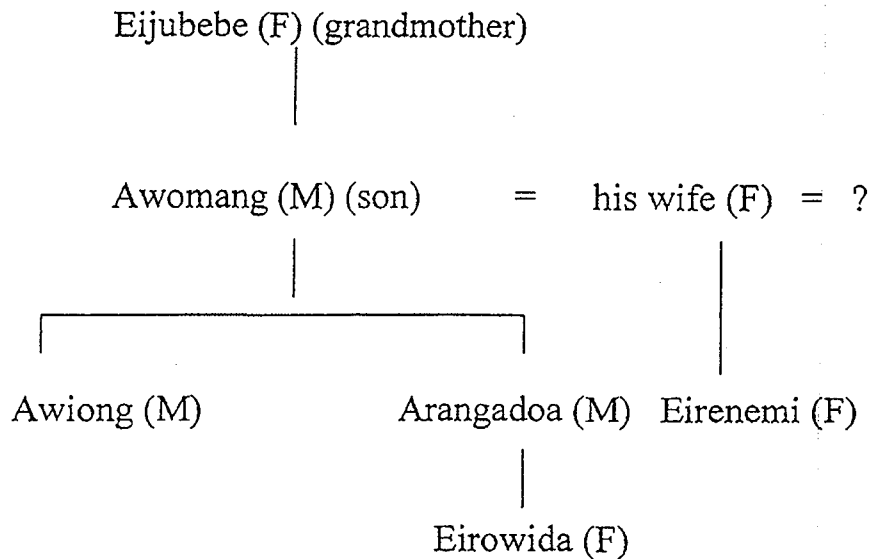 Eijubebe (F) (grandmother)
Awomang (M) (son) = his wife (F) = ?
Awiong (M) Arangadoa (M) Eirenemi (F)
Eirowida (F)